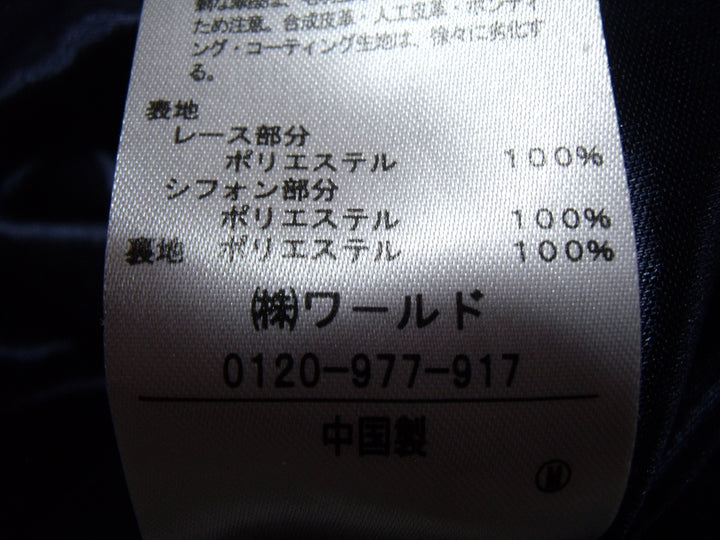 ため注意。合成皮革・人工皮革・ボンディ
ング・コーティング生地は、徐々に劣化す
る。
表地
レース部分
ポリエステル 100%
シフォン部分
ポリエステル 100%
裏地 ポリエステル 100%
㈱ワールド
0120-977-917
中国製